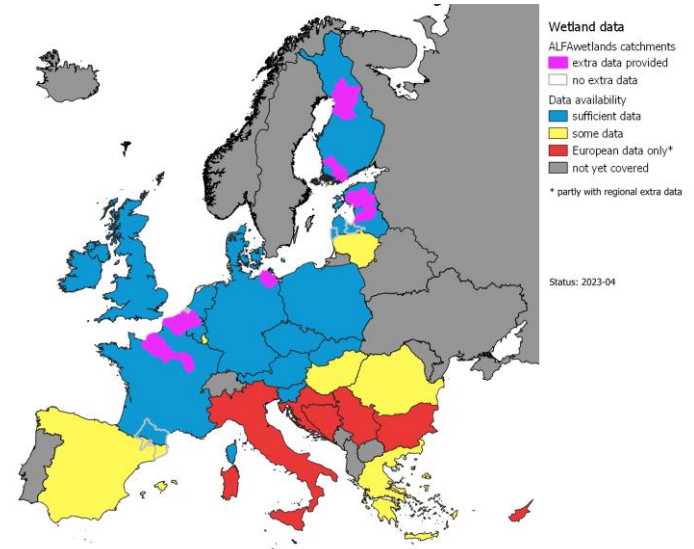 Wetland data
ALFAwetlands catchments
extra data provided
no extra data
Data availability
sufficient data
some data
European data only*
not yet covered
* partly with regional extra data
Status: 2023-04